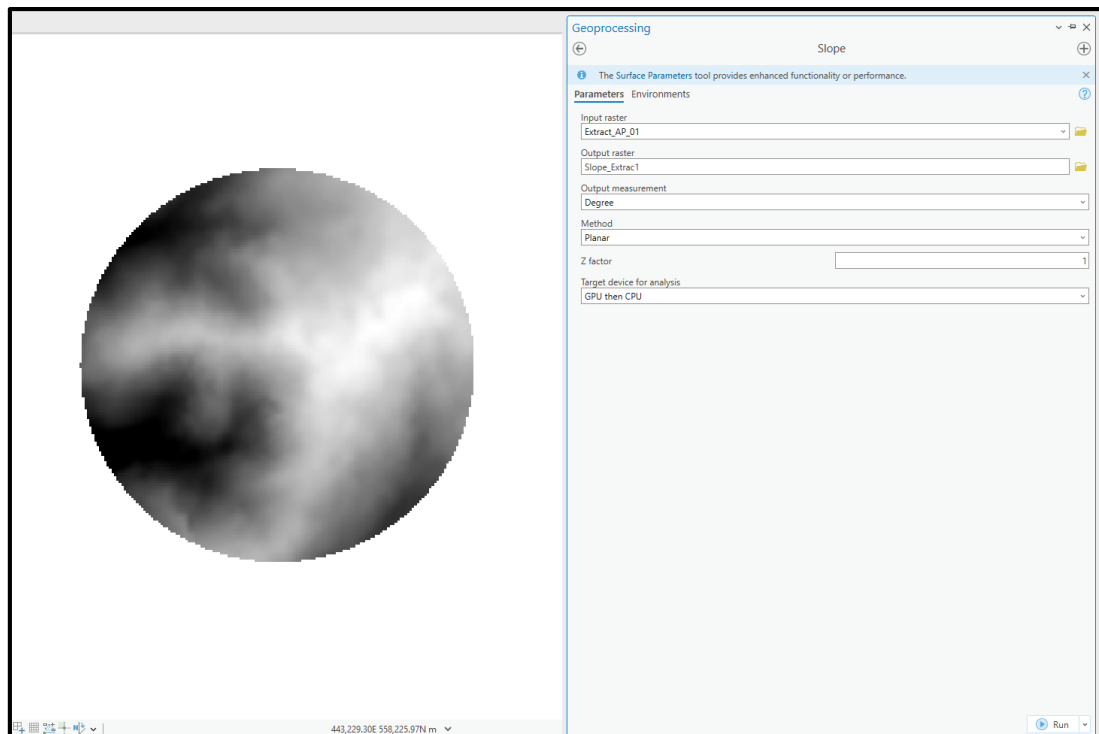 Geoprocessing
Slope
The Surface Parameters tool provides enhanced functionality or performance.
Parameters Environments
Input raster
Extract_AP_01
Output raster
Slope_Extrac1
Output measurement
Degree
Method
Planar
Z factor 1
Target device for analysis
GPU then CPU
443,229.30E 558,225.97N m
Run